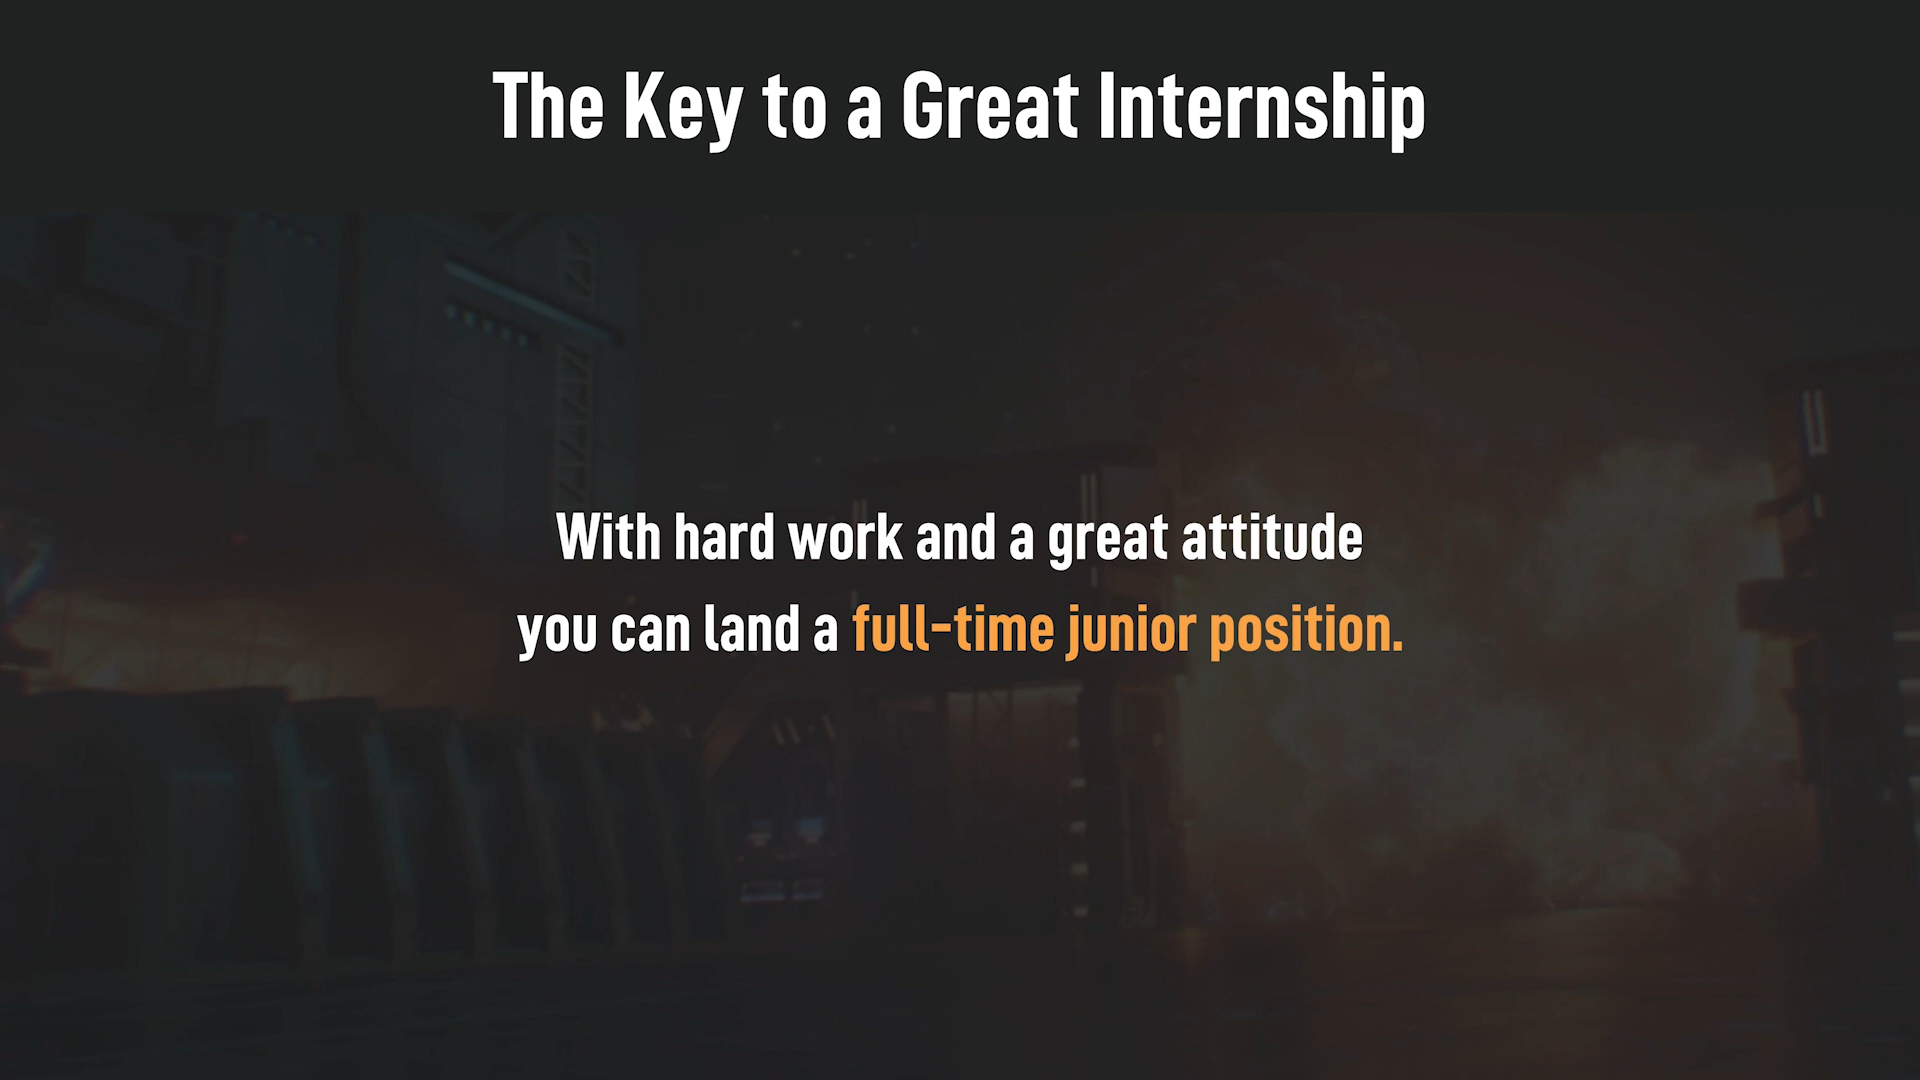 The Key to a Great Internship
With hard work and a great attitude
you can land a full-time junior position.